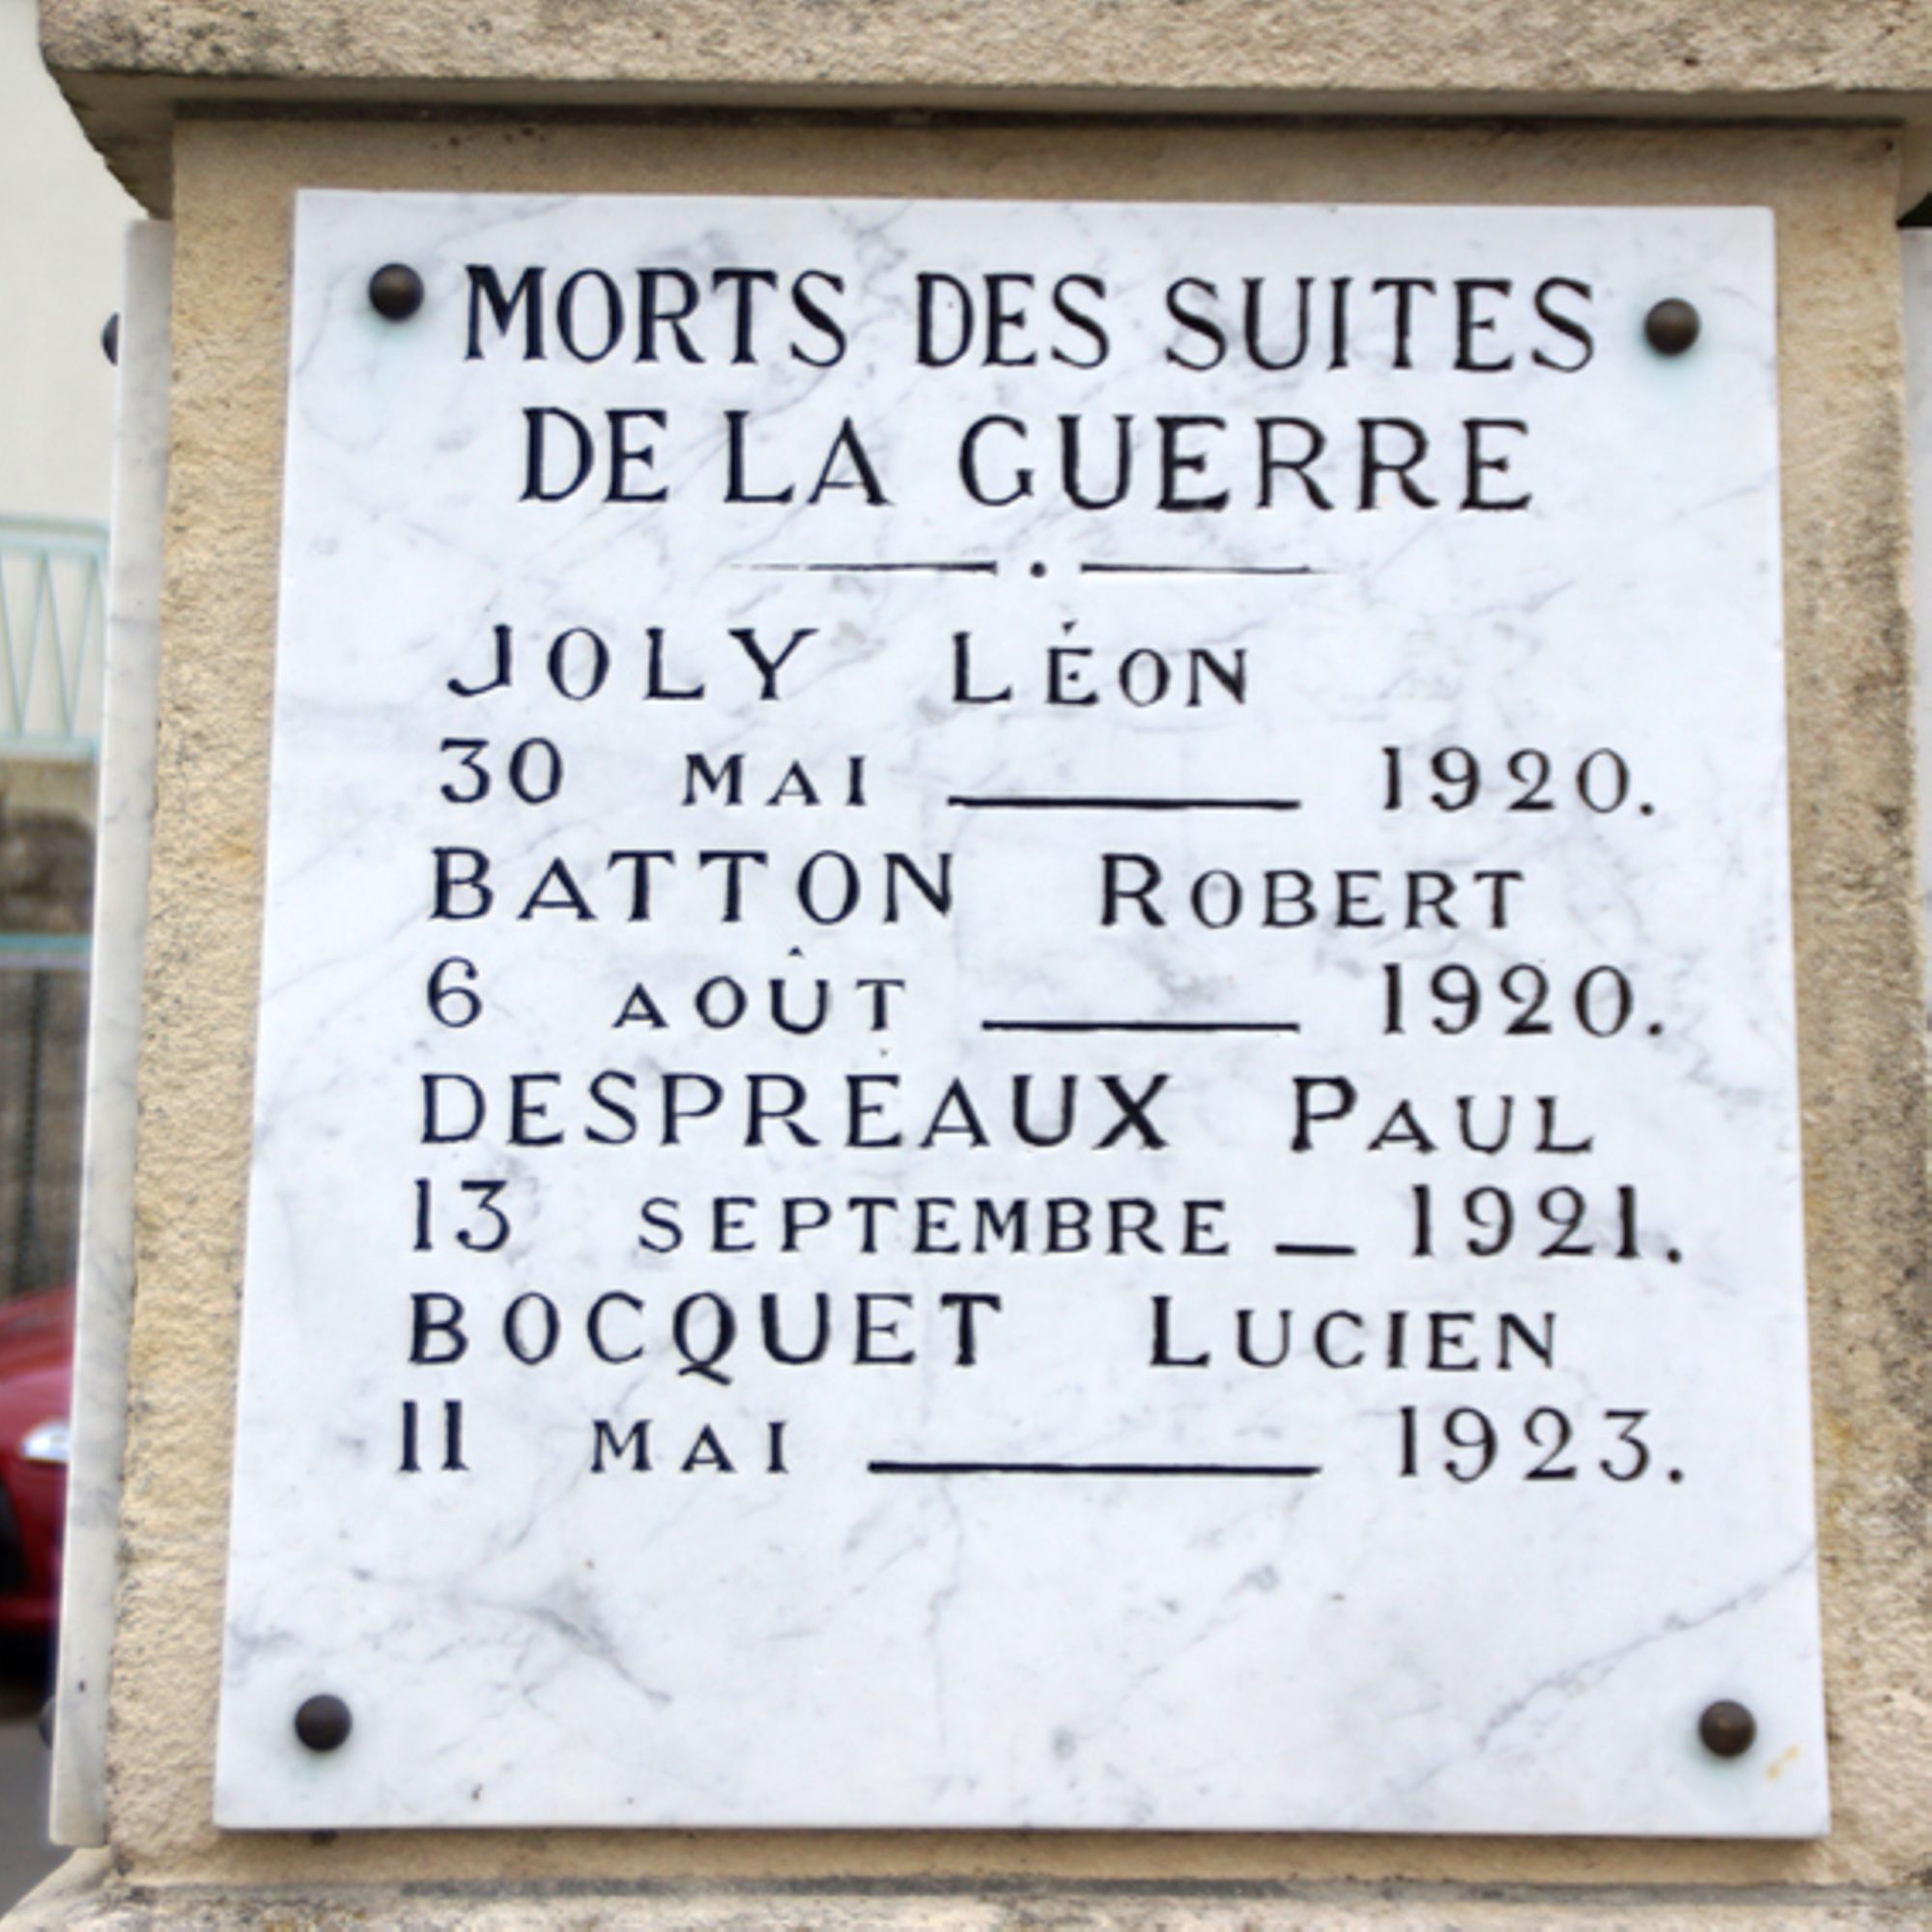 MORTS DES SUITES
DE LA GUERRE
JOLY LÉON
30 MAI — 1920.
BATTON ROBERT
6 AOÛT — 1920.
DESPRÉAUX PAUL
13 SEPTEMBRE — 1921.
BOCQUET LUCIEN
11 MAI — 1923.